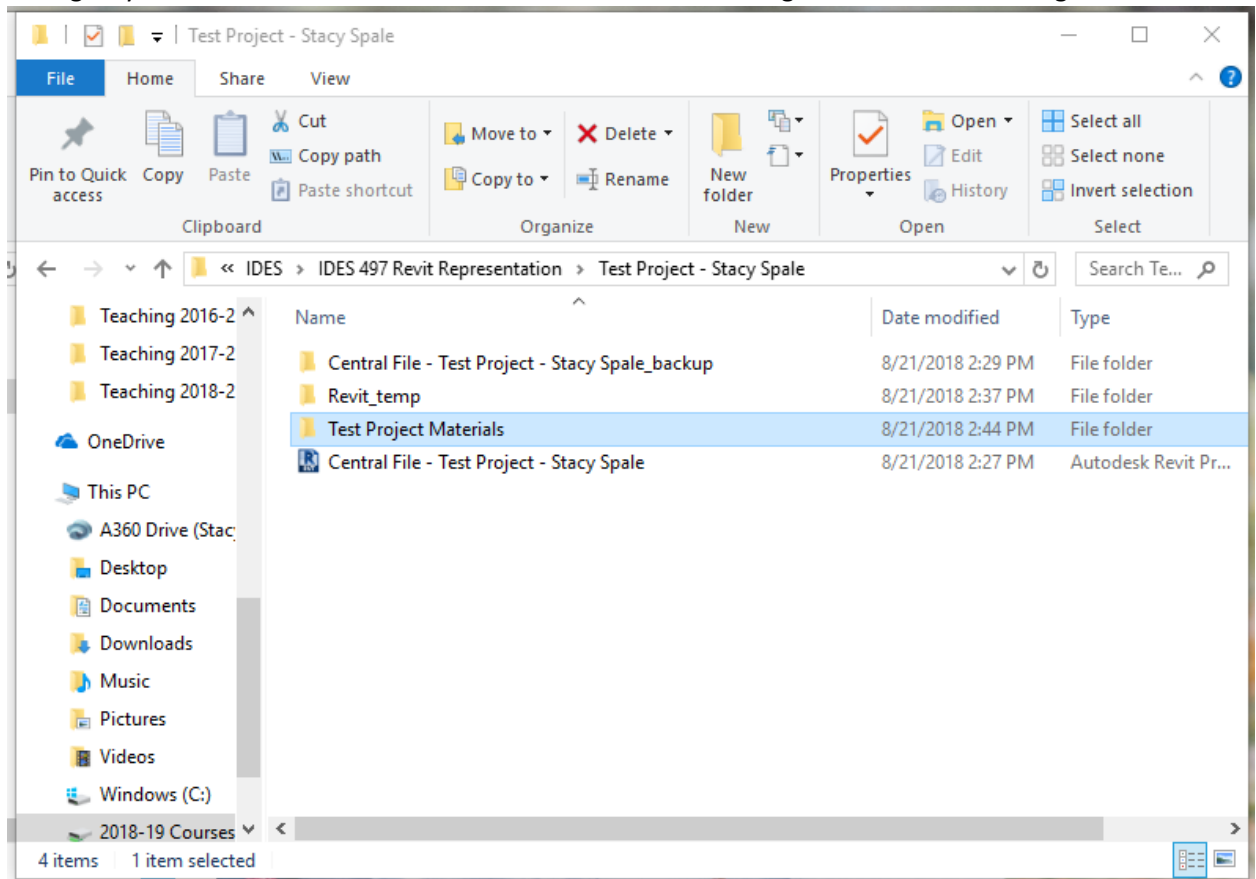 Test Project - Stacy Spale
File Home Share View
Cut
Copy path
Paste shortcut
Pin to Quick access
Copy
Paste
Clipboard
Move to
Copy to
Delete
Rename
Organize
New folder
New
Properties
Open
Edit
History
Open
Select all
Select none
Invert selection
Select
« IDES > IDES 497 Revit Representation > Test Project - Stacy Spale
Search Te...
Teaching 2016-2
Teaching 2017-2
Teaching 2018-2
OneDrive
This PC
A360 Drive (Stac
Desktop
Documents
Downloads
Music
Pictures
Videos
Windows (C:)
2018-19 Courses
Name Date modified Type
Central File - Test Project - Stacy Spale_backup 8/21/2018 2:29 PM File folder
Revit_temp 8/21/2018 2:37 PM File folder
Test Project Materials 8/21/2018 2:44 PM File folder
Central File - Test Project - Stacy Spale 8/21/2018 2:27 PM Autodesk Revit Pr...
4 items 1 item selected